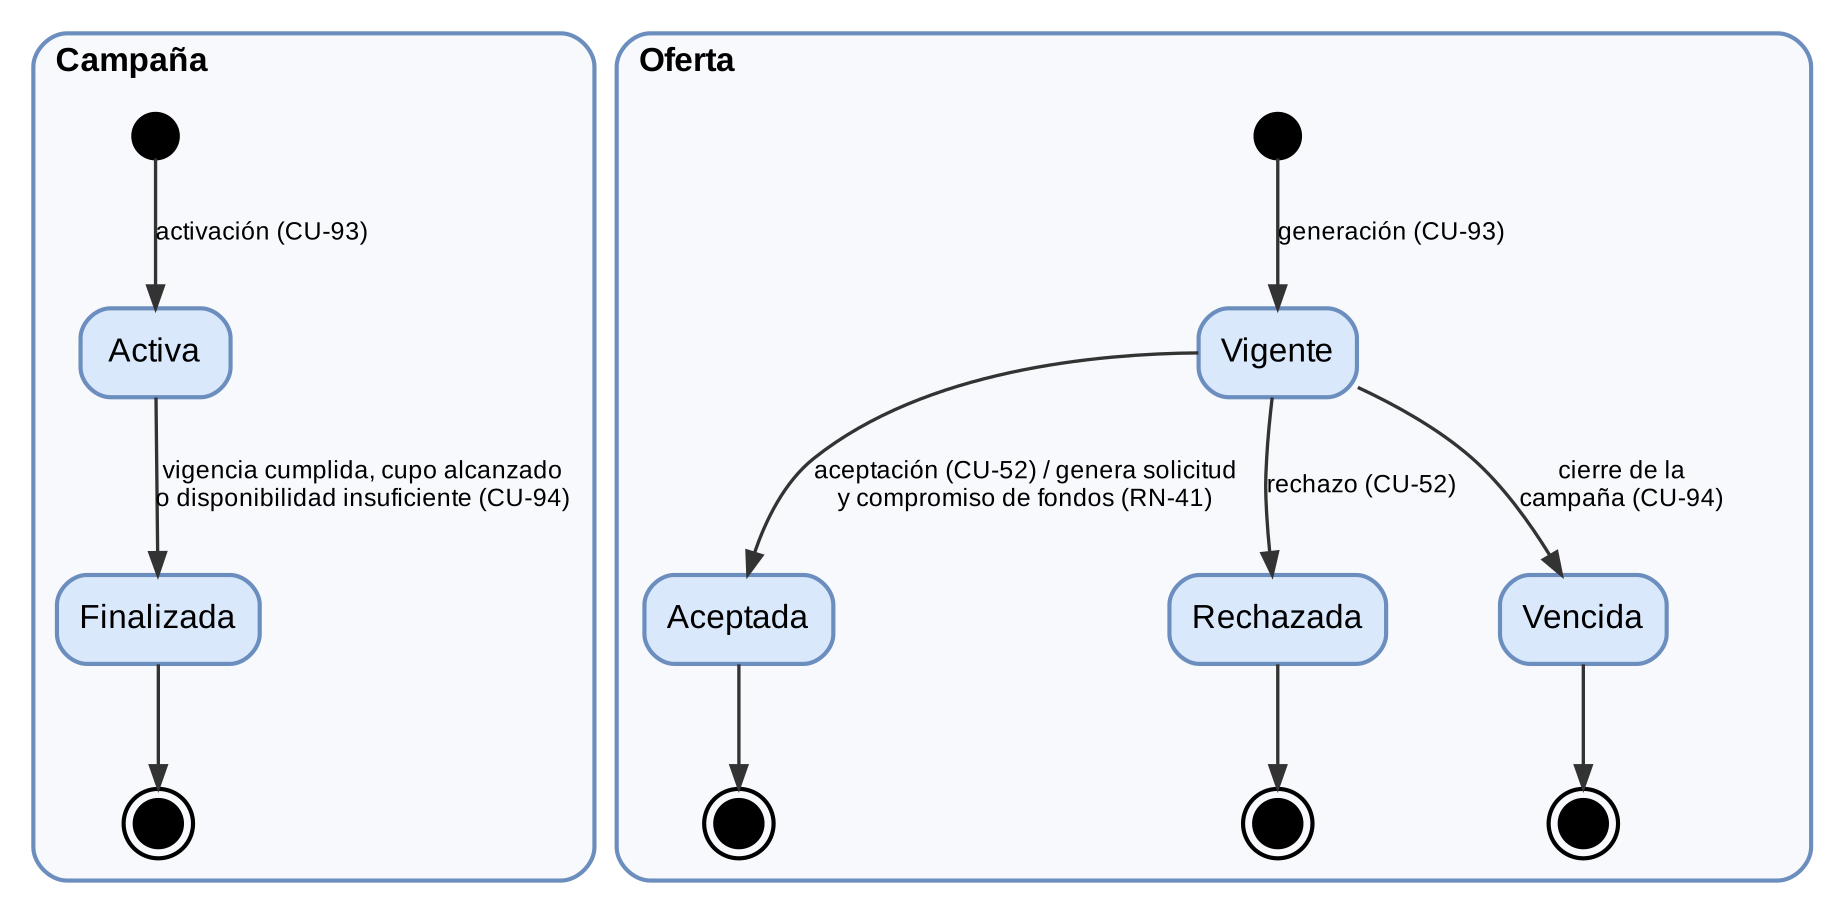 Campaña
activación (CU-93)
Activa
vigencia cumplida, cupo alcanzado
o disponibilidad insuficiente (CU-94)
Finalizada
Oferta
generación (CU-93)
Vigente
aceptación (CU-52) / genera solicitud
y compromiso de fondos (RN-41)
rechazo (CU-52)
cierre de la
campaña (CU-94)
Aceptada
Rechazada
Vencida